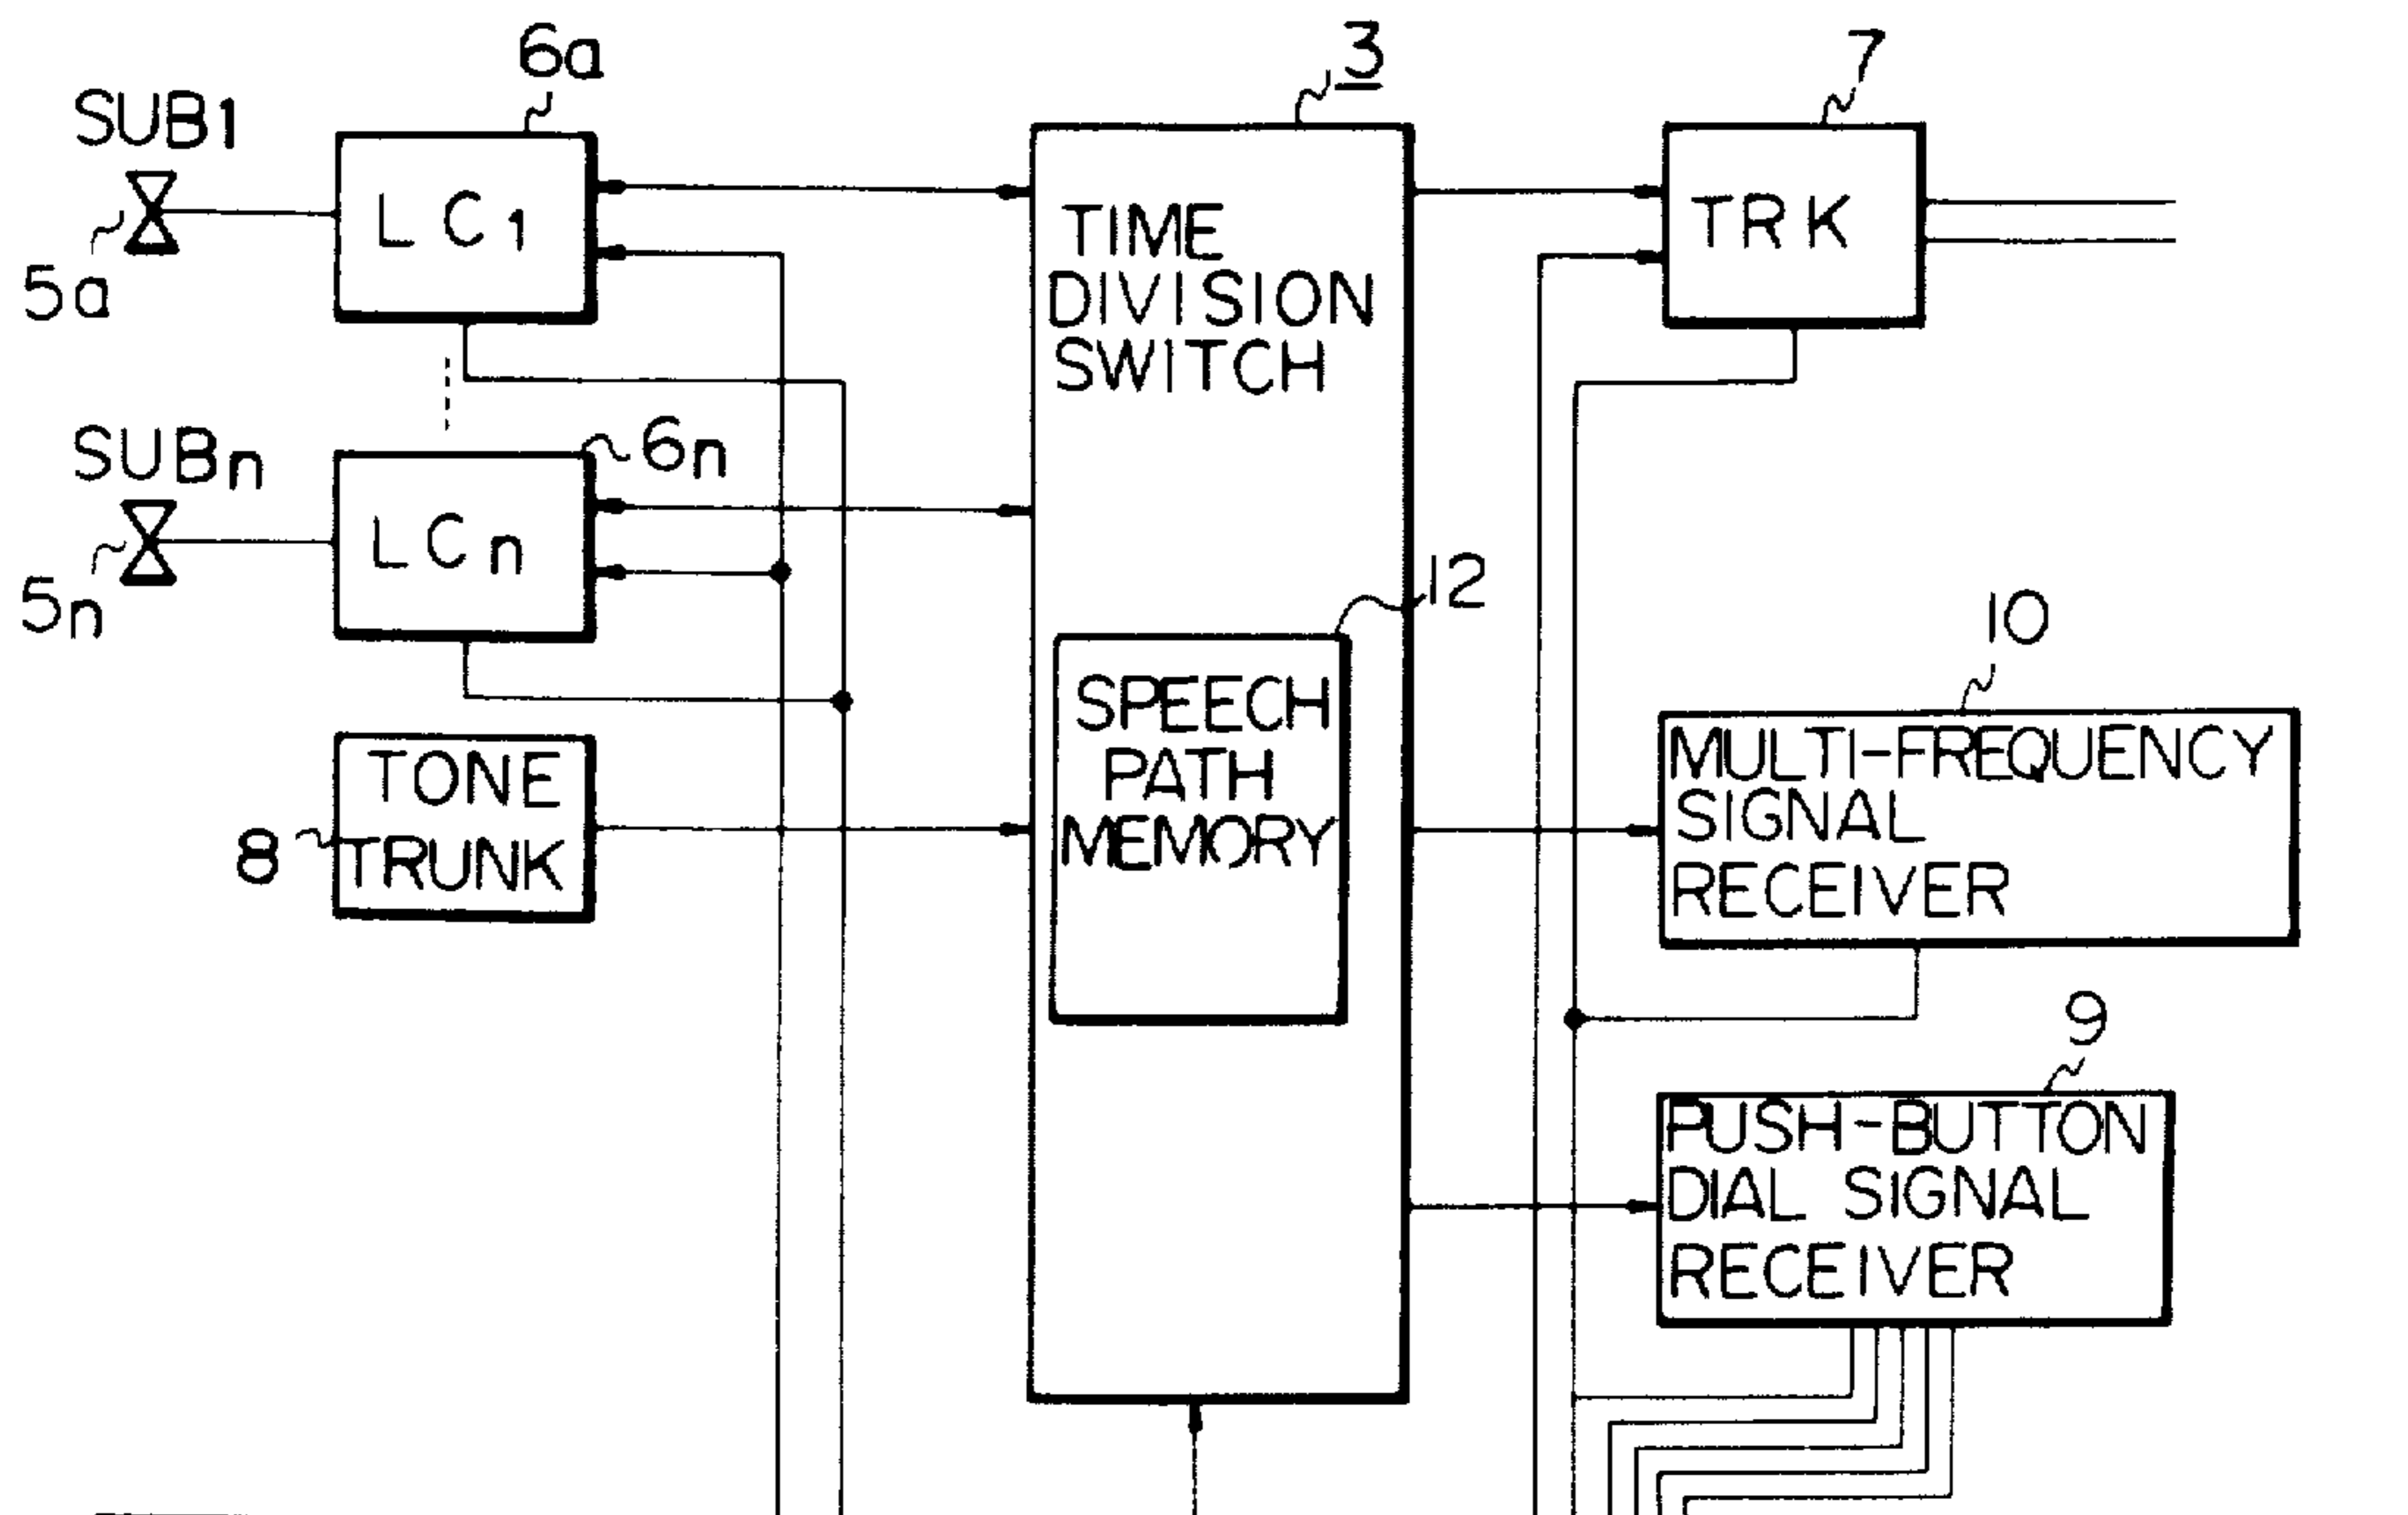 6a
SUB1
LC1
5a
SUBn
6n
LCn
5n
TONE
TRUNK
8
3
TIME
DIVISION
SWITCH
12
SPEECH
PATH
MEMORY
7
TRK
10
MULTI-FREQUENCY
SIGNAL
RECEIVER
9
PUSH-BUTTON
DIAL SIGNAL
RECEIVER